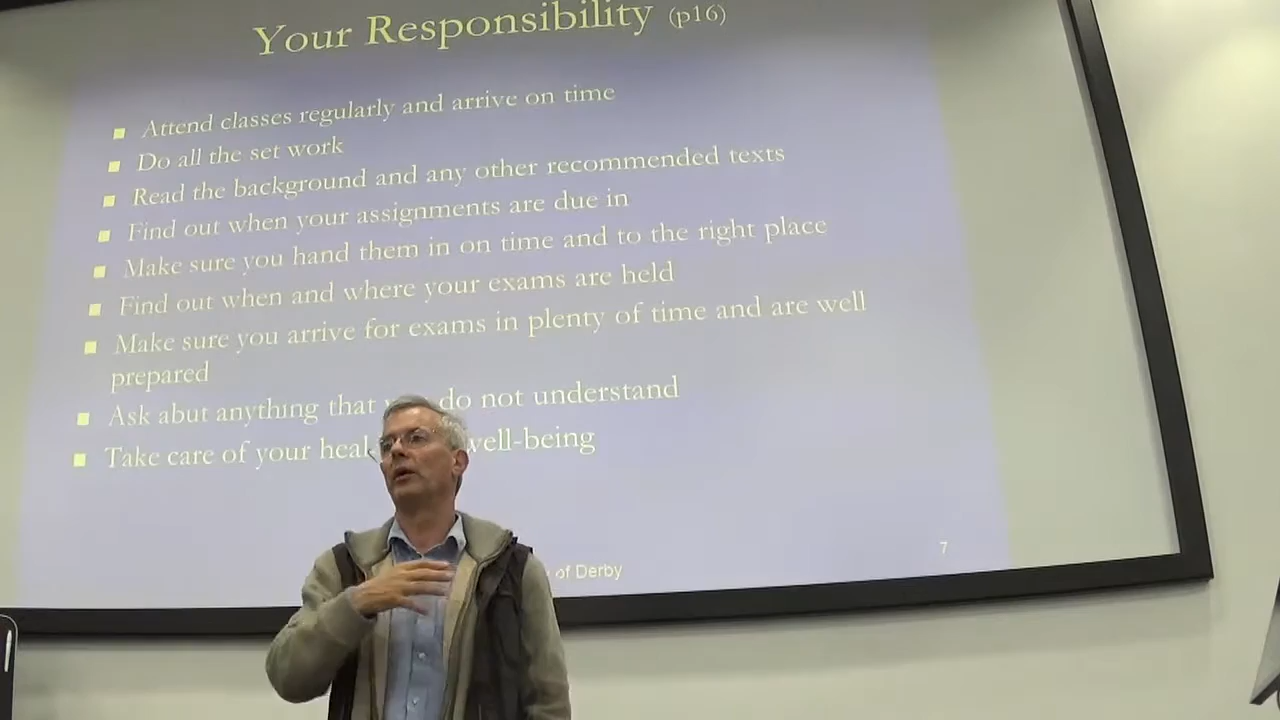 Your Responsibility (p16)
Attend classes regularly and arrive on time
Do all the set work
Read the background and any other recommended texts
Find out when your assignments are due in
Make sure you hand them in on time and to the right place
Find out when and where your exams are held
Make sure you arrive for exams in plenty of time and are well
prepared
Ask abut anything that do not understand
Take care of your well-being
of Derby
7